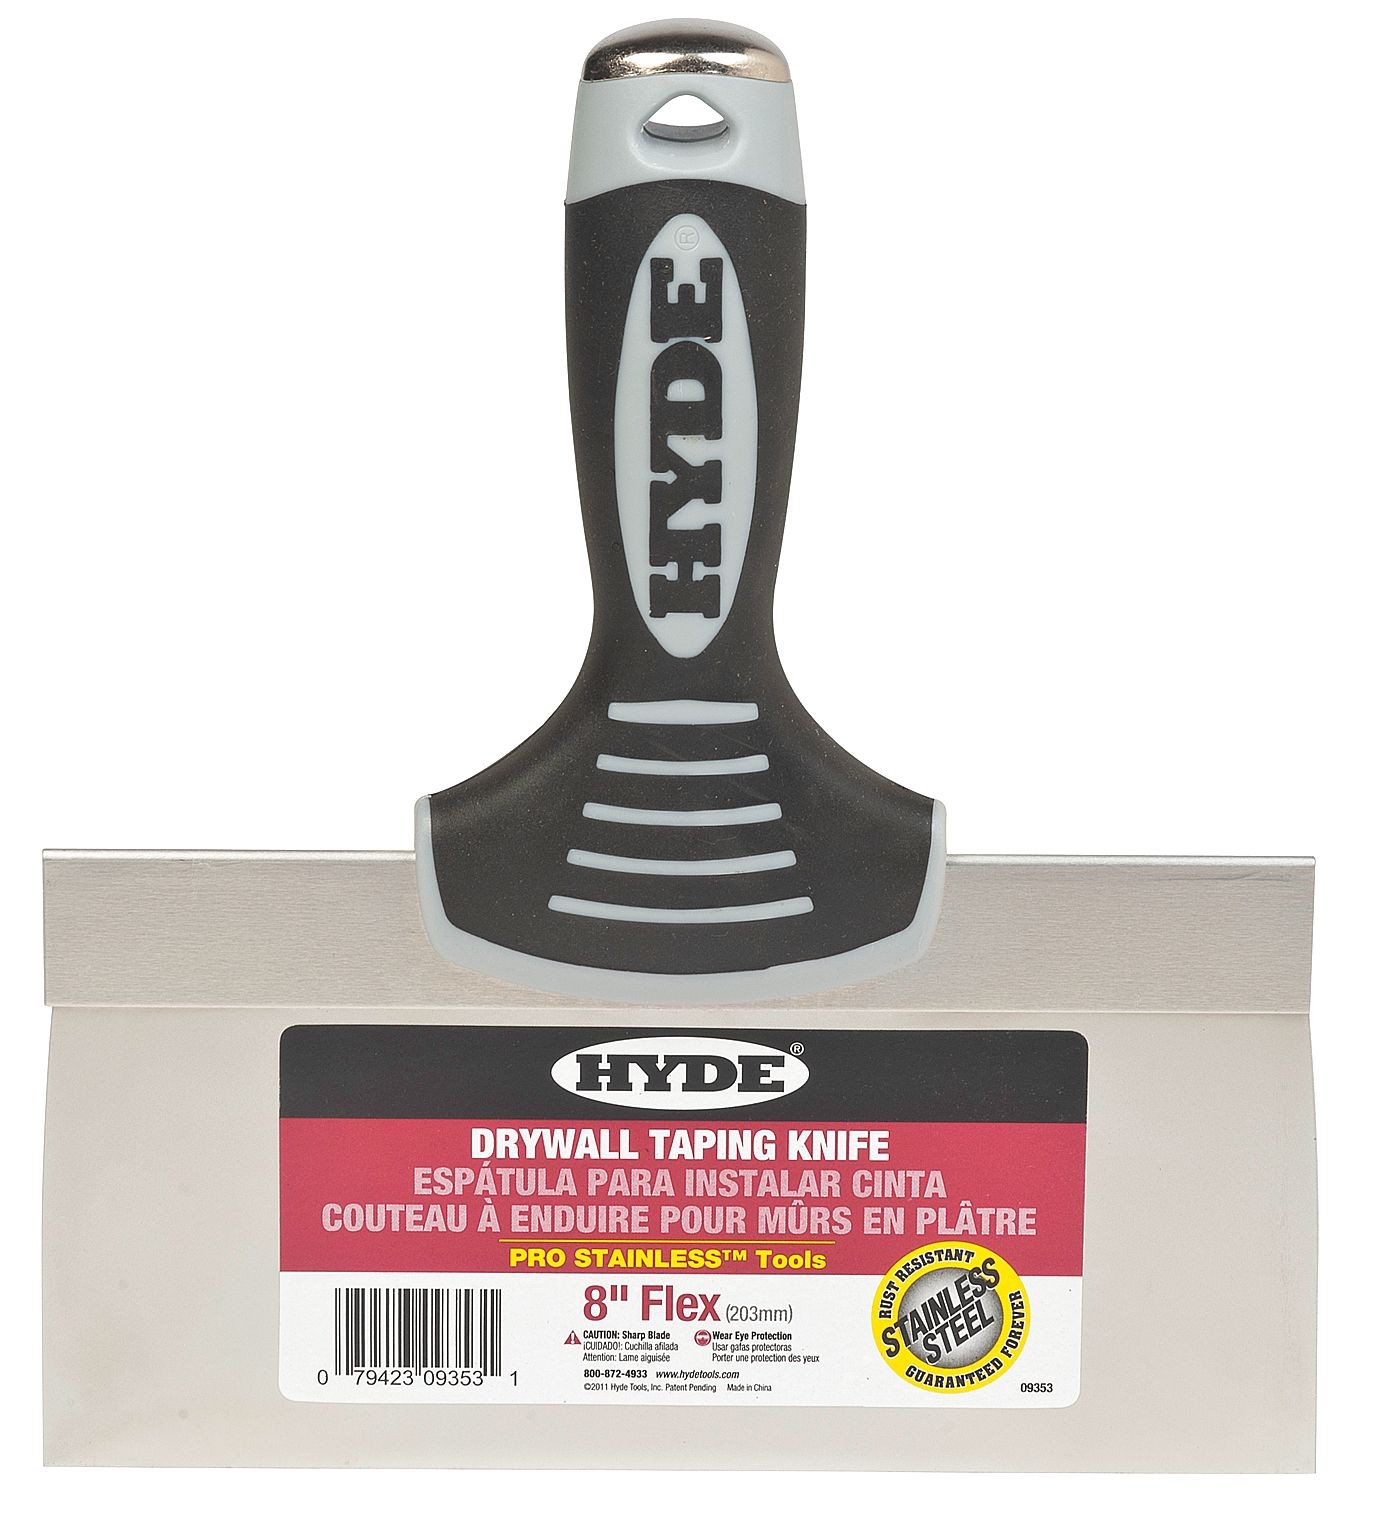 ®
HYDE
HYDE®
DRYWALL TAPING KNIFE
ESPÁTULA PARA INSTALAR CINTA
COUTEAU À ENDUIRE POUR MÛRS EN PLÂTRE
PRO STAINLESS™ Tools
8" Flex (203mm)
CAUTION: Sharp Blade
¡CUIDADO!: Cuchilla afilada
Attention: Lame aiguisée
Wear Eye Protection
Usar gafas protectoras
Porter une protection des yeux
800-872-4933 www.hydetools.com
©2011 Hyde Tools, Inc. Patent Pending Made in China
0 79423 09353 1
RUST RESISTANT
STAINLESS
STEEL
GUARANTEED FOREVER
09353